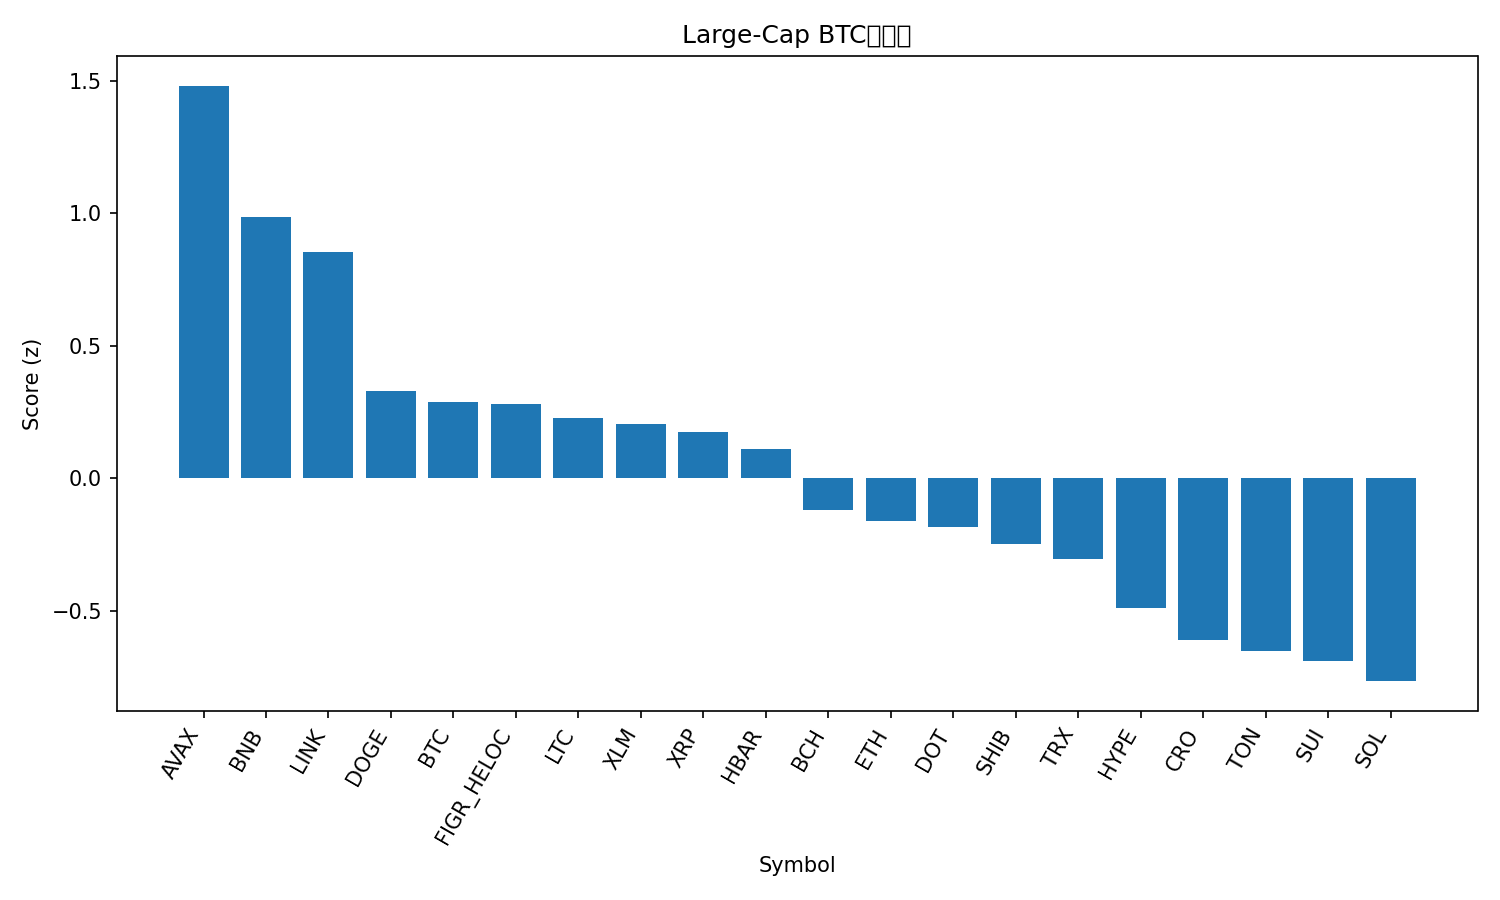 Large-Cap BTC
Score (z)
1.5
1.0
0.5
0.0
−0.5
AVAX
BNB
LINK
DOGE
BTC
FIGR_HELOC
LTC
XLM
XRP
HBAR
BCH
ETH
DOT
SHIB
TRX
HYPE
CRO
TON
SUI
SOL
Symbol